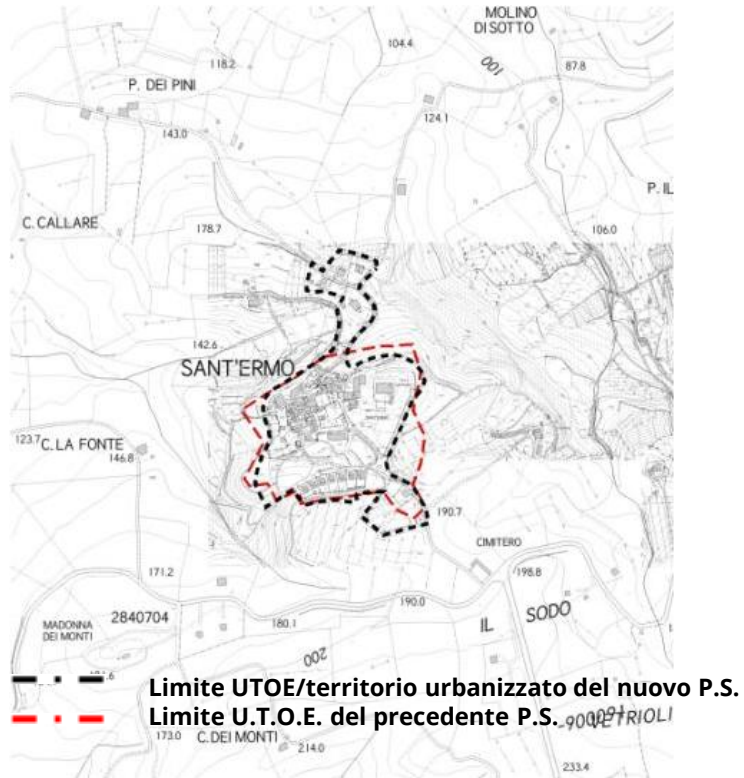 MOLINO
DI SOTTO
104.4
118.2
100
87.8
P. DEI PINI
124.1
143.0
P. IL
C. CALLARE
178.7
106.0
142.6
SANT'ERMO
123.7
C. LA FONTE
146.8
190.7
CIMITERO
171.2
198.8
190.0
SODO
2840704
MADONNA
DEI MONTI
180.1
IL
200
Limite UTOE/territorio urbanizzato del nuovo P.S.
Limite U.T.O.E. del precedente P.S.
VETRIOLI
173.0
C. DEI MONTI
214.0
233.4